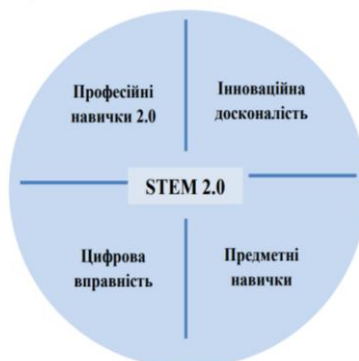 Професійні
навички 2.0
Інноваційна
досконалість
STEM 2.0
Цифрова
вправність
Предметні
навички